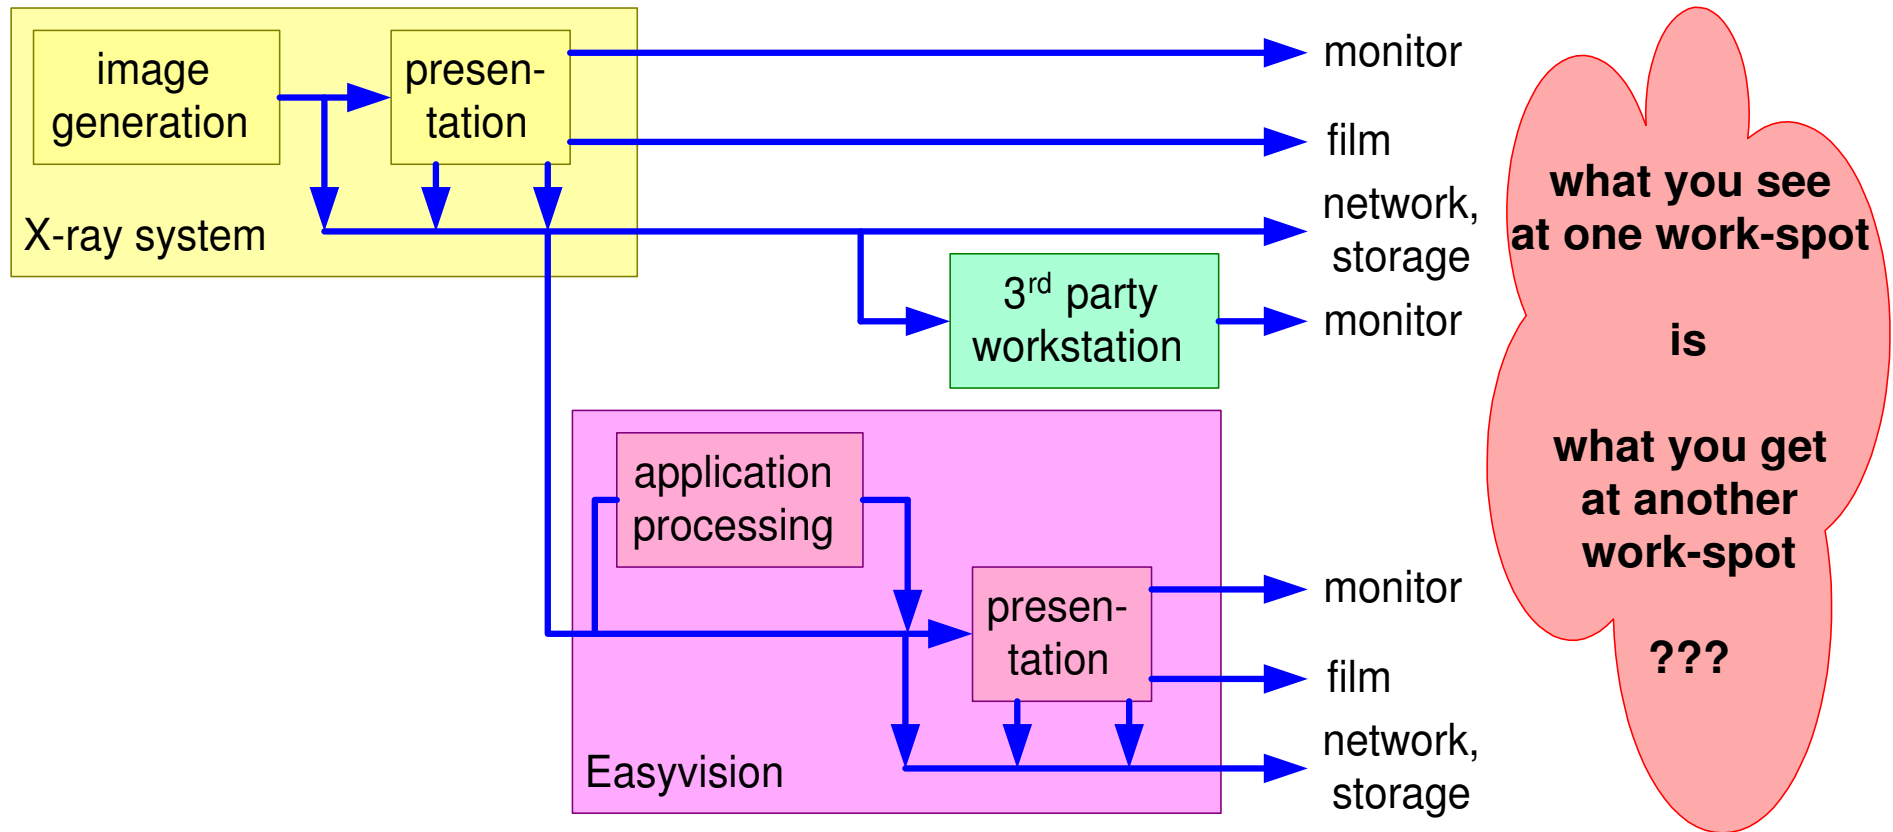 image
generation
presen-
tation
X-ray system
monitor
film
network,
storage
3rd party
workstation
monitor
application
processing
presen-
tation
Easyvision
monitor
film
network,
storage
what you see
at one work-spot
is
what you get
at another
work-spot
???